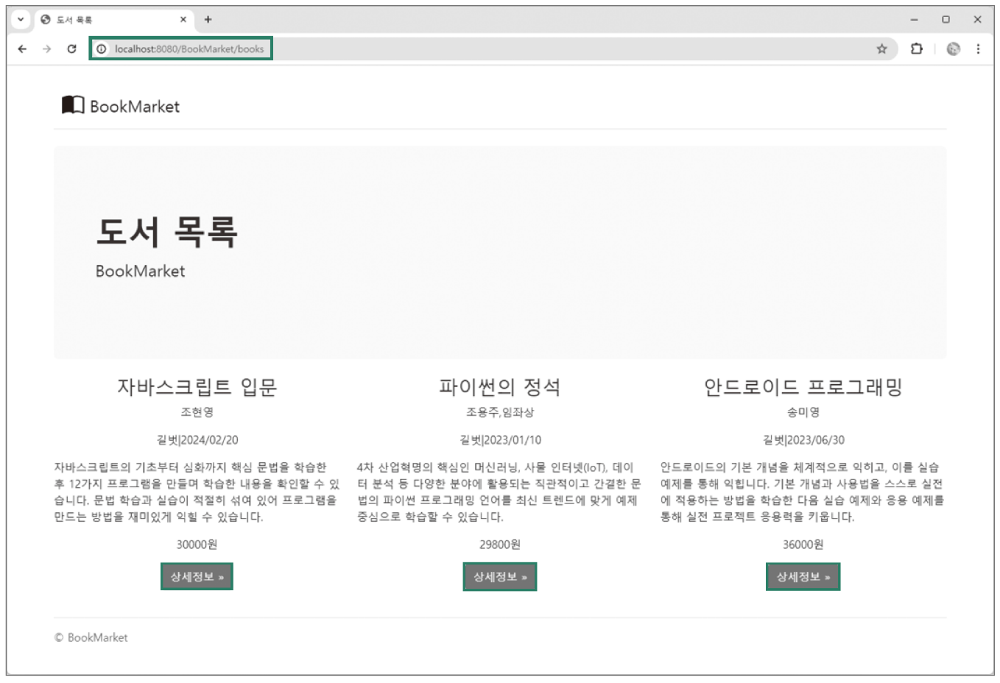 도서 목록
localhost:8080/BookMarket/books
BookMarket
도서 목록
BookMarket
자바스크립트 입문
조현영
길벗|2024/02/20
자바스크립트의 기초부터 심화까지 핵심 문법을 학습한
후 12가지 프로그램을 만들며 학습한 내용을 확인할 수 있
습니다. 문법 학습과 실습이 적절히 섞여 있어 프로그램을
만드는 방법을 재미있게 익힐 수 있습니다.
30000원
상세정보 »
파이썬의 정석
조용주,임좌상
길벗|2023/01/10
4차 산업혁명의 핵심인 머신러닝, 사물 인터넷(IoT), 데이
터 분석 등 다양한 분야에 활용되는 직관적이고 간결한 문
법의 파이썬 프로그래밍 언어를 최신 트렌드에 맞게 예제
중심으로 학습할 수 있습니다.
29800원
상세정보 »
안드로이드 프로그래밍
송미영
길벗|2023/06/30
안드로이드의 기본 개념을 체계적으로 익히고, 이를 실습
예제를 통해 익힙니다. 기본 개념과 사용법을 스스로 실전
에 적용하는 방법을 학습한 다음 실습 예제와 응용 예제를
통해 실전 프로젝트 응용력을 키웁니다.
36000원
상세정보 »
© BookMarket